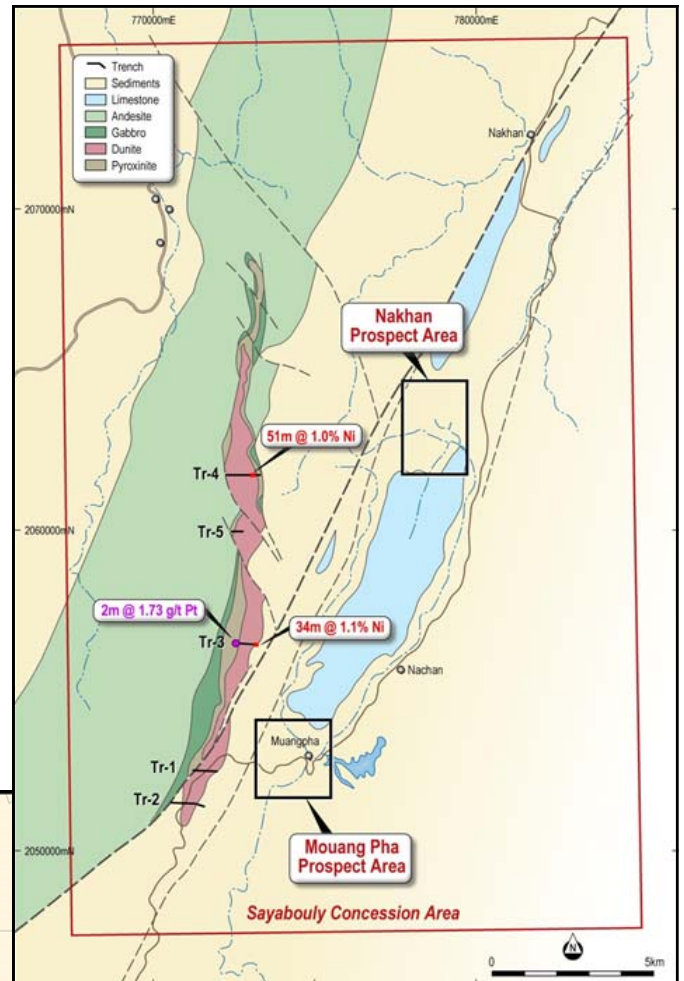 770000mE
780000mE
Trench
Sediments
Limestone
Andesite
Gabbro
Dunite
Pyroxinite
Nakhan
2070000mN
Nakhan
Prospect Area
51m @ 1.0% Ni
Tr-4
2060000mN
Tr-5
2m @ 1.73 g/t Pt
34m @ 1.1% Ni
Tr-3
Nachan
Muangpha
Tr-1
Tr-2
2050000mN
Mouang Pha
Prospect Area
Sayabouly Concession Area
N
0
5km